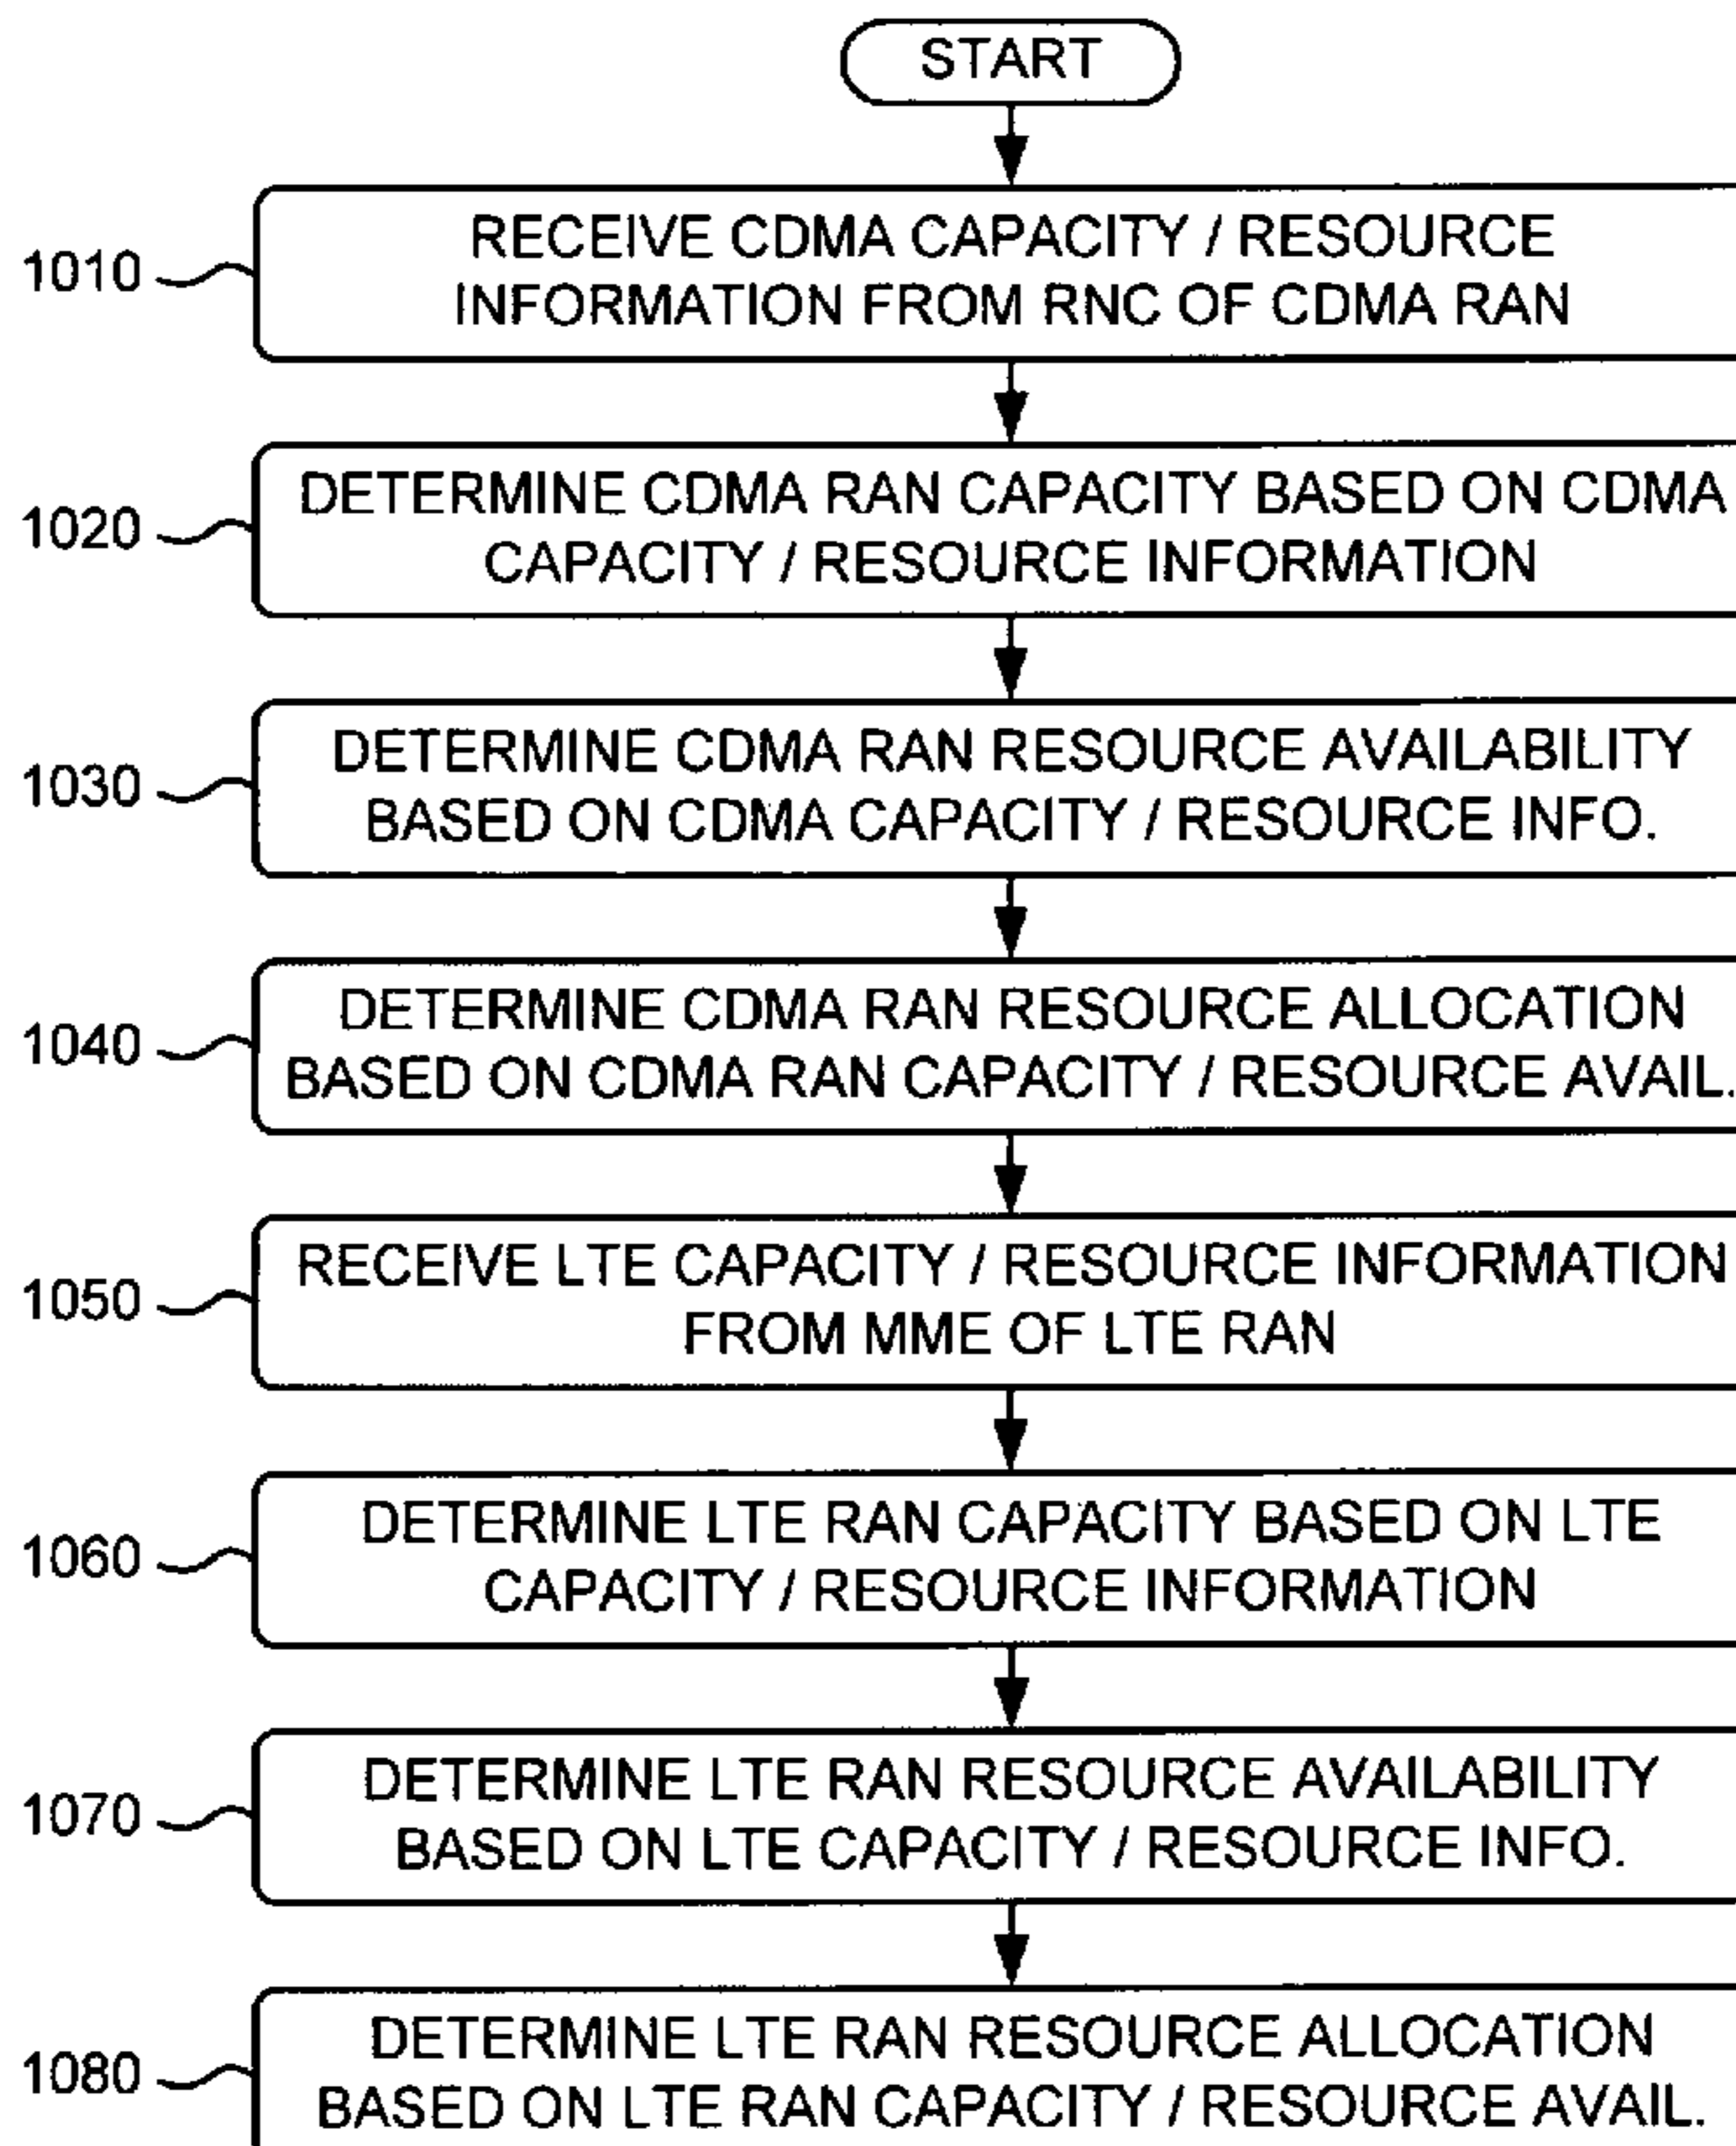 START
1010
RECEIVE CDMA CAPACITY / RESOURCE
INFORMATION FROM RNC OF CDMA RAN
1020
DETERMINE CDMA RAN CAPACITY BASED ON CDMA
CAPACITY / RESOURCE INFORMATION
1030
DETERMINE CDMA RAN RESOURCE AVAILABILITY
BASED ON CDMA CAPACITY / RESOURCE INFO.
1040
DETERMINE CDMA RAN RESOURCE ALLOCATION
BASED ON CDMA RAN CAPACITY / RESOURCE AVAIL.
1050
RECEIVE LTE CAPACITY / RESOURCE INFORMATION
FROM MME OF LTE RAN
1060
DETERMINE LTE RAN CAPACITY BASED ON LTE
CAPACITY / RESOURCE INFORMATION
1070
DETERMINE LTE RAN RESOURCE AVAILABILITY
BASED ON LTE CAPACITY / RESOURCE INFO.
1080
DETERMINE LTE RAN RESOURCE ALLOCATION
BASED ON LTE RAN CAPACITY / RESOURCE AVAIL.